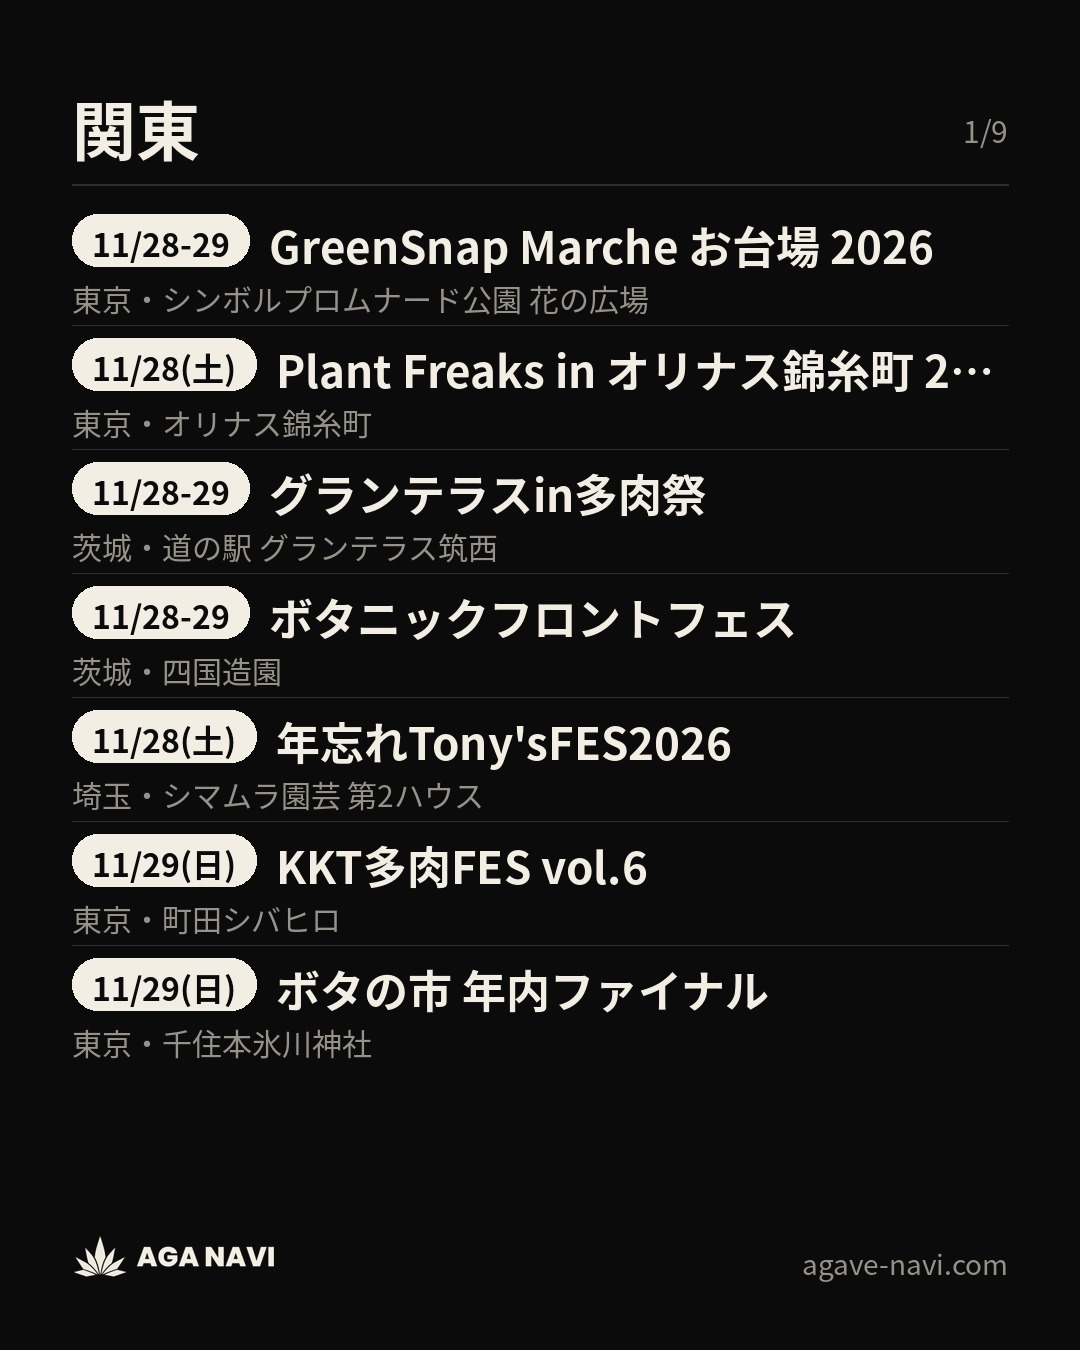 関東
1/9
11/28-29 GreenSnap Marche お台場 2026
東京・シンボルプロムナード公園 花の広場
11/28(土) Plant Freaks in オリナス錦糸町 2…
東京・オリナス錦糸町
11/28-29 グランテラスin多肉祭
茨城・道の駅 グランテラス筑西
11/28-29 ボタニックフロントフェス
茨城・四国造園
11/28(土) 年忘れTony'sFES2026
埼玉・シマムラ園芸 第2ハウス
11/29(日) KKT多肉FES vol.6
東京・町田シバヒロ
11/29(日) ボタの市 年内ファイナル
東京・千住本氷川神社
AGA NAVI
agave-navi.com